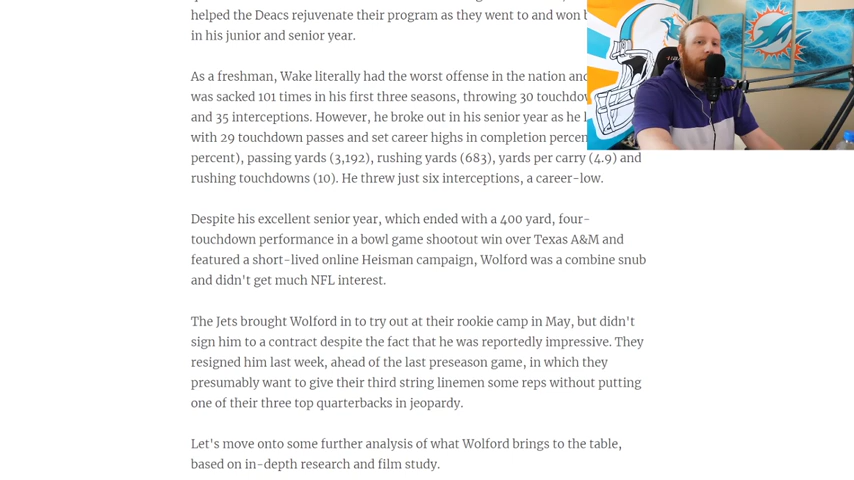 helped the Deacs rejuvenate their program as they went to and won
in his junior and senior year.
As a freshman, Wake literally had the worst offense in the nation and
was sacked 101 times in his first three seasons, throwing 30
and 35 interceptions. However, he broke out in his senior year as he
with 29 touchdown passes and set career highs in completion
percent), passing yards (3,192), rushing yards (683), yards per carry (4.9) and
rushing touchdowns (10). He threw just six interceptions, a career-low.
Despite his excellent senior year, which ended with a 400 yard, four-
touchdown performance in a bowl game shootout win over Texas A&M and
featured a short-lived online Heisman campaign, Wolford was a combine snub
and didn't get much NFL interest.
The Jets brought Wolford in to try out at their rookie camp in May, but didn't
sign him to a contract despite the fact that he was reportedly impressive. They
resigned him last week, ahead of the last preseason game, in which they
presumably want to give their third string linemen some reps without putting
one of their three top quarterbacks in jeopardy.
Let's move onto some further analysis of what Wolford brings to the table,
based on in-depth research and film study.